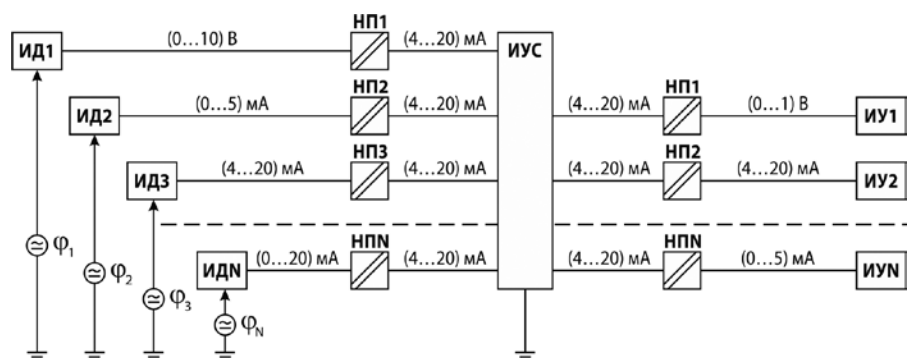 НП1 ИУС
ИД1 (0...10) В (4...20) мА
НП2 НП1
ИД2 (0...5) мА (4...20) мА (4...20) мА (0...1) В ИУ1
НП3 НП2
ИД3 (4...20) мА (4...20) мА (4...20) мА (4...20) мА ИУ2
φ1 НПN НПN
ИДN (0...20) мА (4...20) мА (4...20) мА (0...5) мА ИУN
φ2
φ3
φN